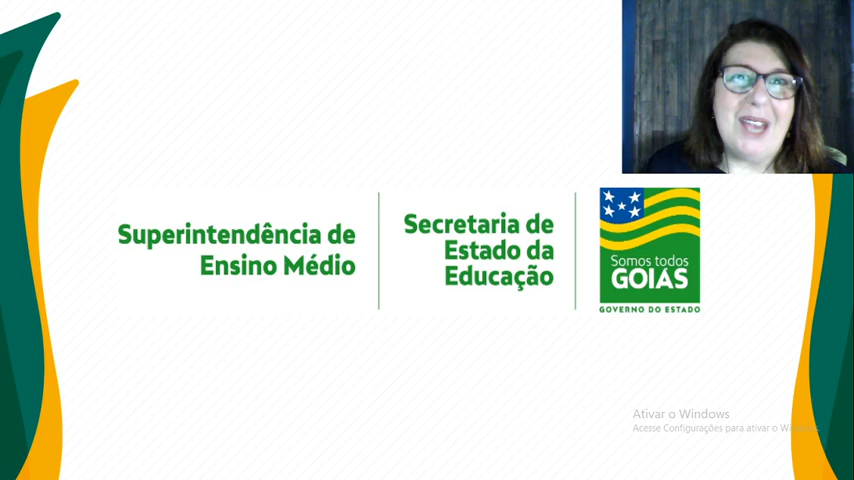 Superintendência de
Ensino Médio
Secretaria de
Estado da
Educação
Somos todos
GOIÁS
GOVERNO DO ESTADO
Ativar o Windows
Acesse Configurações para ativar o Windows.